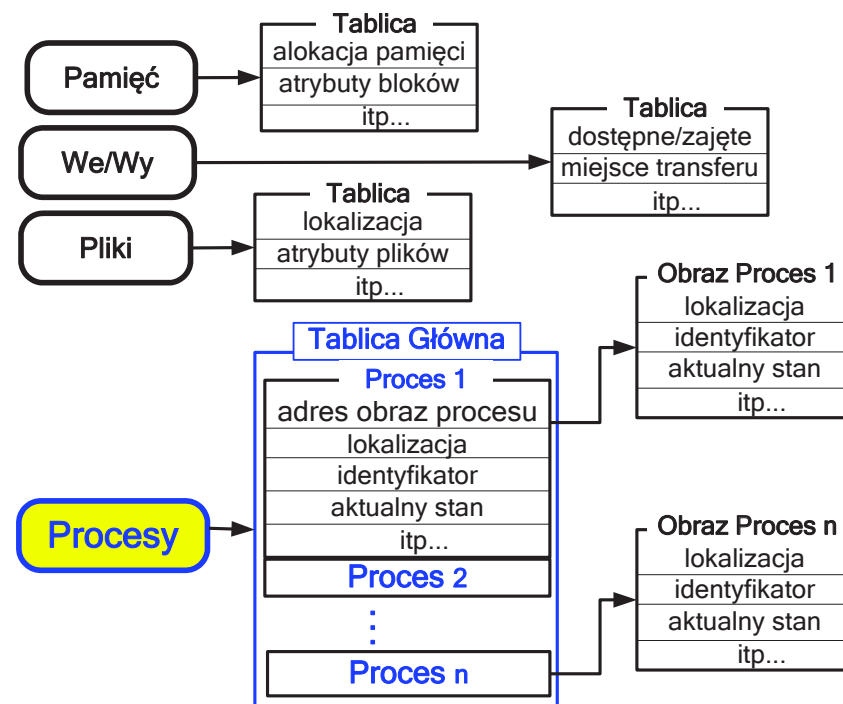 Tablica
alokacja pamięci
atrybuty bloków
itp...
Pamięć
Tablica
dostępne/zajęte
miejsce transferu
itp...
We/Wy
Tablica
lokalizacja
atrybuty plików
itp...
Pliki
Obraz Proces 1
lokalizacja
identyfikator
aktualny stan
itp...
Tablica Główna
Proces 1
adres obraz procesu
lokalizacja
identyfikator
aktualny stan
itp...
Procesy
Proces 2
⋮
Proces n
Obraz Proces n
lokalizacja
identyfikator
aktualny stan
itp...